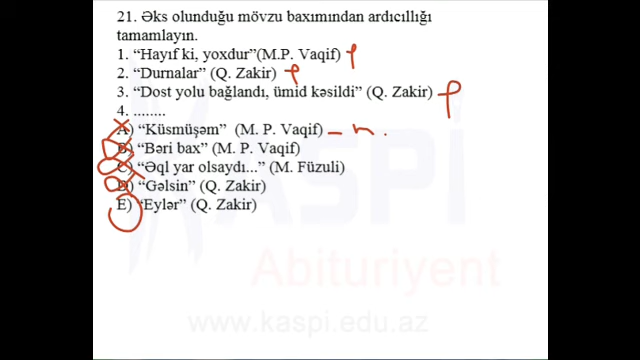 21. Əks olunduğu mövzu baxımından ardıcıllığı
tamamlayın.
1. “Hayıf ki, yoxdur”(M.P. Vaqif) φ
2. “Durnalar” (Q. Zakir) φ
3. “Dost yolu bağlandı, ümid kəsildi” (Q. Zakir) φ
4. ........
A) “Küsmüşəm” (M. P. Vaqif) – n.
B) “Bəri bax” (M. P. Vaqif)
C) “Əql yar olsaydı...” (M. Füzuli)
D) “Gəlsin” (Q. Zakir)
E) “Eylər” (Q. Zakir)
KASPI
Abituriyent
www.kaspi.edu.az